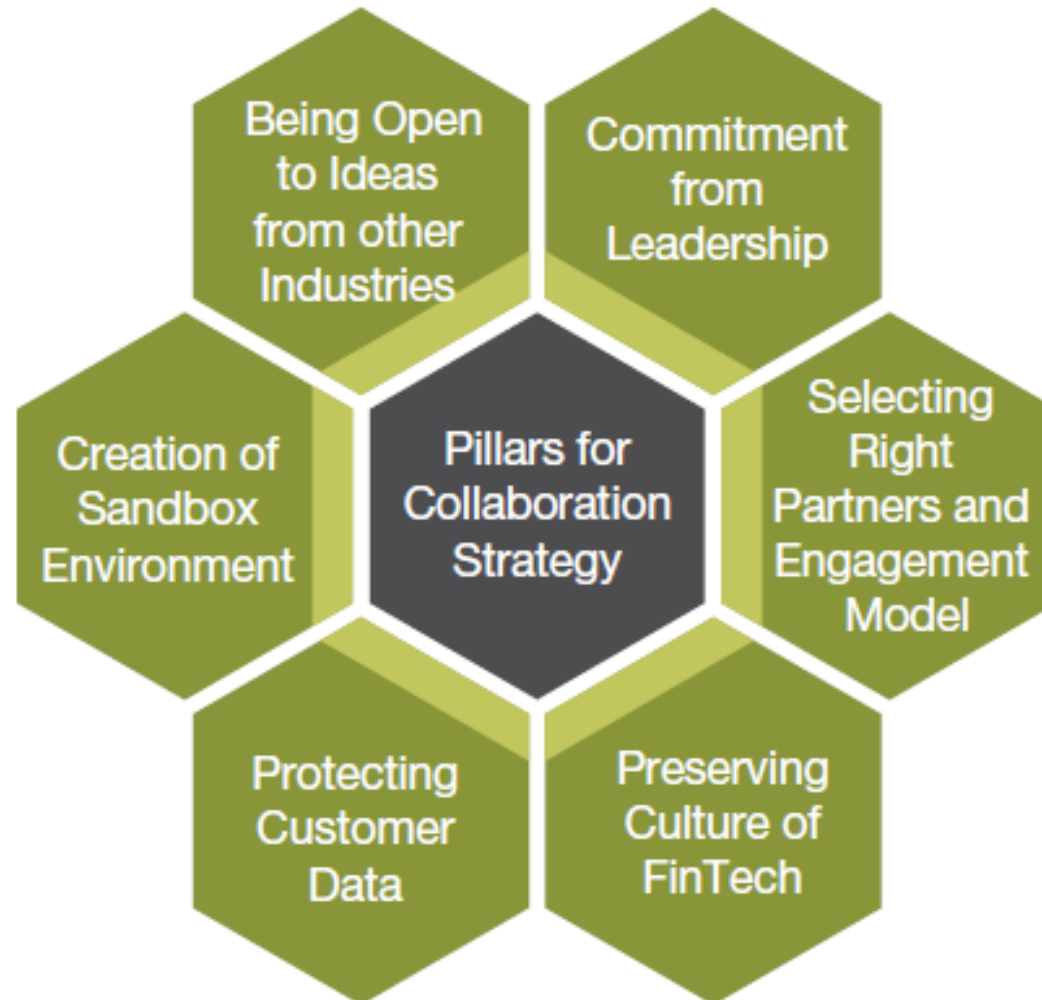 Being Open
to Ideas
from other
Industries
Commitment
from
Leadership
Creation of
Sandbox
Environment
Pillars for
Collaboration
Strategy
Selecting
Right
Partners and
Engagement
Model
Protecting
Customer
Data
Preserving
Culture of
FinTech